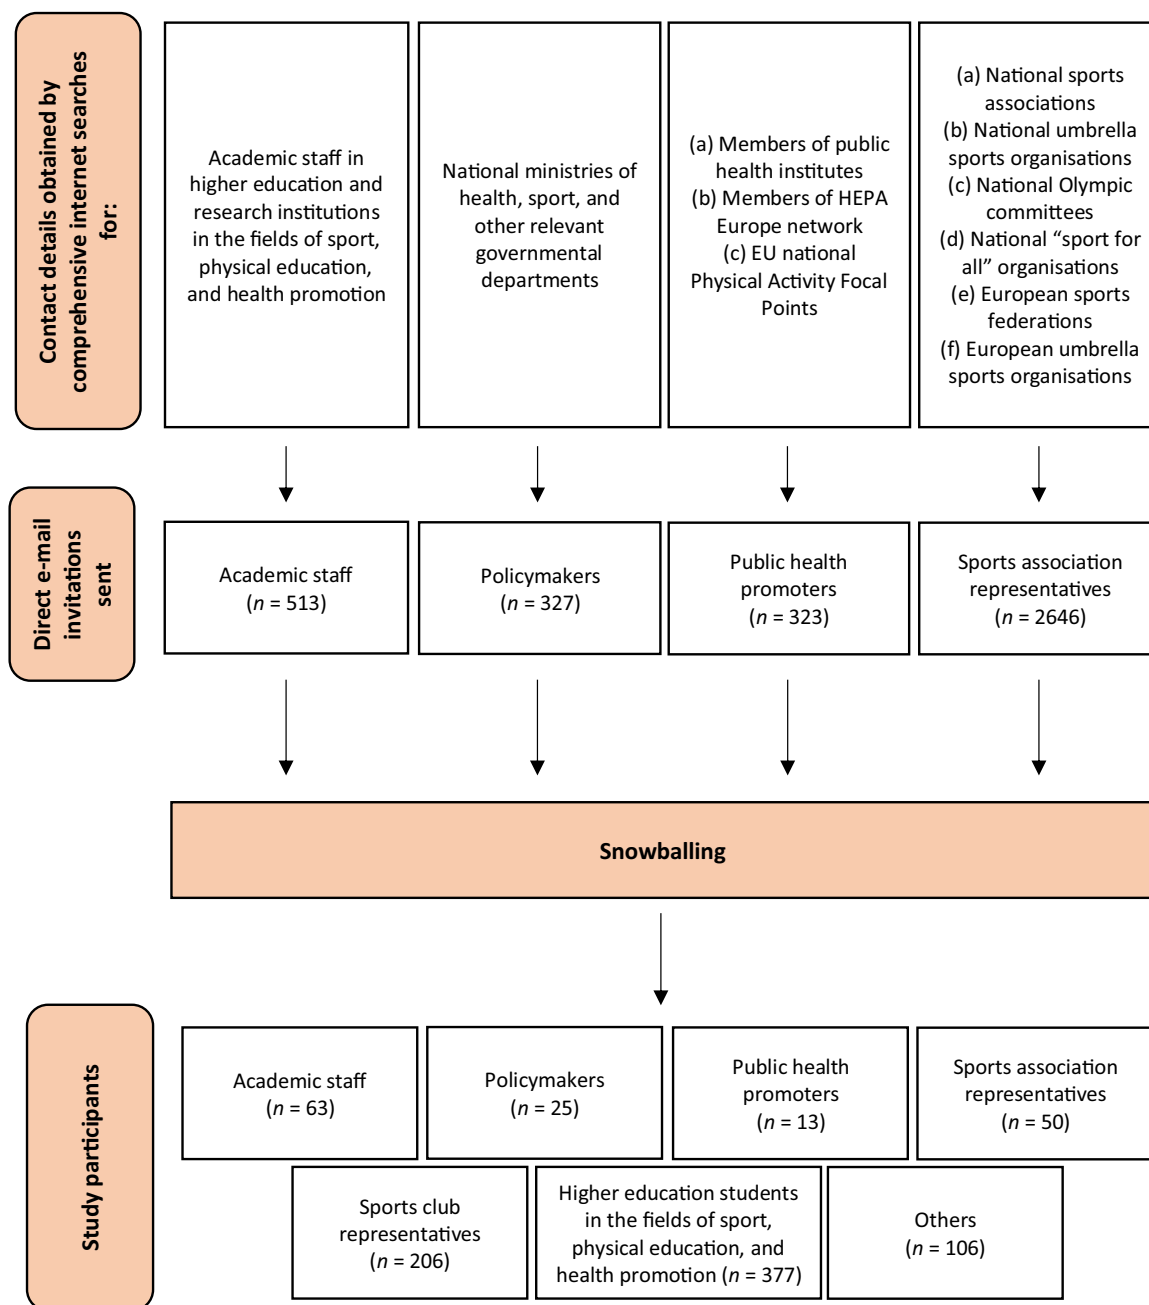 Contact details obtained by
comprehensive internet searches
for:
Academic staff in
higher education and
research institutions
in the fields of sport,
physical education,
and health promotion
National ministries of
health, sport, and
other relevant
governmental
departments
(a) Members of public
health institutes
(b) Members of HEPA
Europe network
(c) EU national
Physical Activity Focal
Points
(a) National sports
associations
(b) National umbrella
sports organisations
(c) National Olympic
committees
(d) National “sport for
all” organisations
(e) European sports
federations
(f) European umbrella
sports organisations
Direct e-mail
invitations
sent
Academic staff
(n = 513)
Policymakers
(n = 327)
Public health
promoters
(n = 323)
Sports association
representatives
(n = 2646)
Snowballing
Study participants
Academic staff
(n = 63)
Policymakers
(n = 25)
Public health
promoters
(n = 13)
Sports association
representatives
(n = 50)
Sports club
representatives
(n = 206)
Higher education students
in the fields of sport,
physical education, and
health promotion (n = 377)
Others
(n = 106)